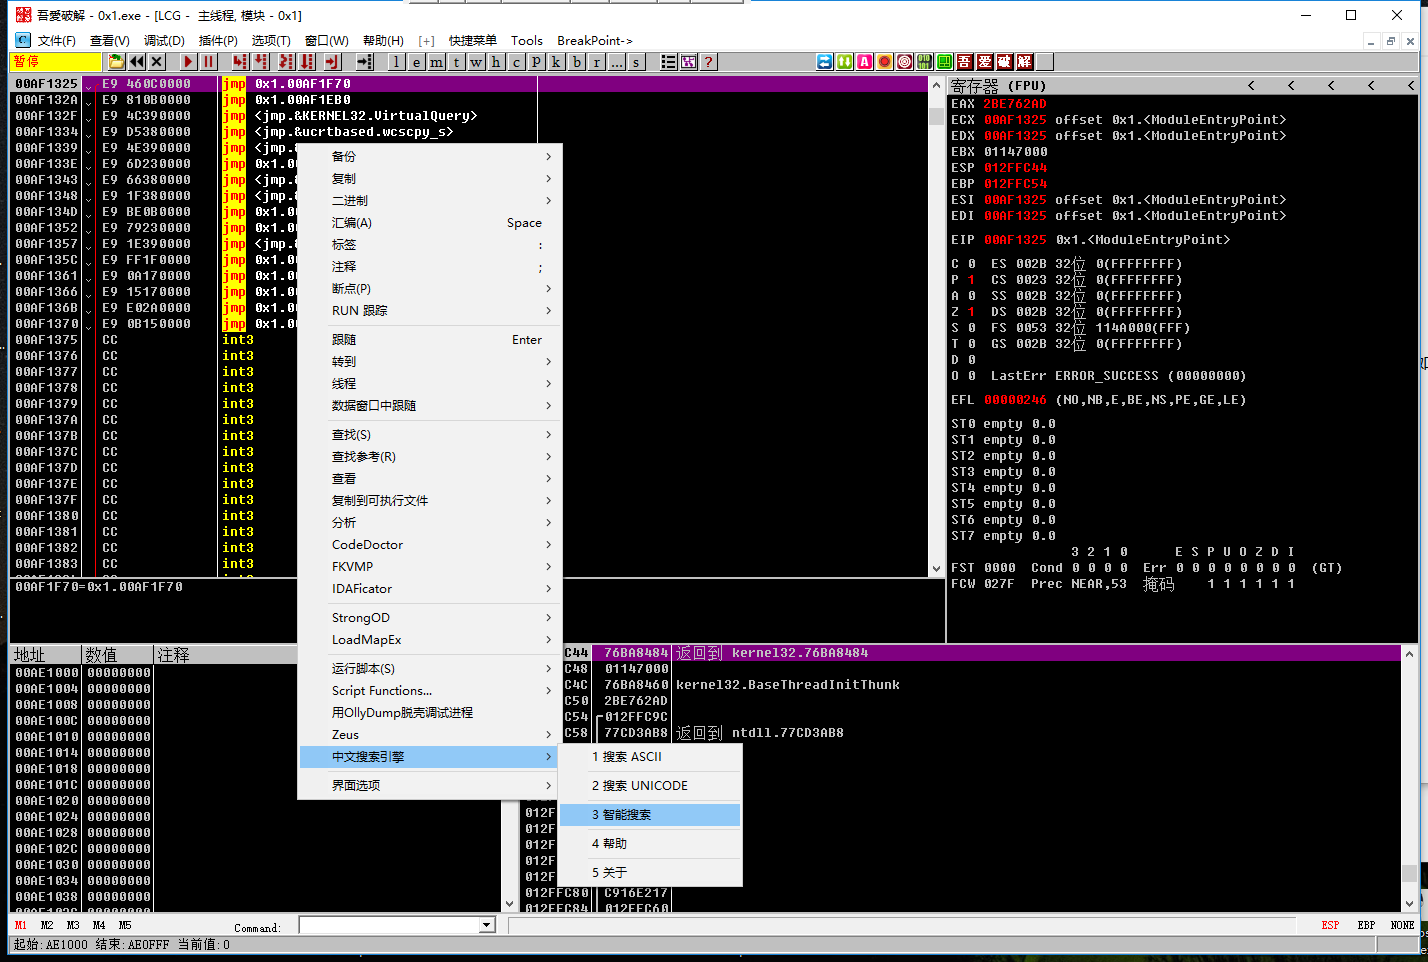 吾愛破解 - 0x1.exe - [LCG - 主线程, 模块 - 0x1]
C 文件(F) 查看(V) 调试(D) 插件(P) 选项(T) 窗口(W) 帮助(H) [+] 快捷菜单 Tools BreakPoint->
暂停 l e m t w h c P k b r ... s ? A 吾 爱 破 解
00AF1325 E9 460C0000 jmp 0x1.00AF1F70
00AF132A E9 810B0000 jmp 0x1.00AF1EB0
00AF132F E9 4C390000 jmp <jmp.&KERNEL32.VirtualQuery>
00AF1334 E9 D5380000 jmp <jmp.&ucrtbased.wcscpy_s>
00AF1339 E9 4E390000 jmp <jmp.&
00AF133E E9 6D230000 jmp 0x1.00
00AF1343 E9 66380000 jmp <jmp.&
00AF1348 E9 1F380000 jmp <jmp.&
00AF134D E9 BE0B0000 jmp 0x1.00
00AF1352 E9 79230000 jmp 0x1.00
00AF1357 E9 1E390000 jmp <jmp.&
00AF135C E9 FF1F0000 jmp 0x1.00
00AF1361 E9 0A170000 jmp 0x1.00
00AF1366 E9 15170000 jmp 0x1.00
00AF136B E9 E02A0000 jmp 0x1.00
00AF1370 E9 0B150000 jmp 0x1.00
00AF1375 CC int3
00AF1376 CC int3
00AF1377 CC int3
00AF1378 CC int3
00AF1379 CC int3
00AF137A CC int3
00AF137B CC int3
00AF137C CC int3
00AF137D CC int3
00AF137E CC int3
00AF137F CC int3
00AF1380 CC int3
00AF1381 CC int3
00AF1382 CC int3
00AF1383 CC int3
00AF1F70=0x1.00AF1F70
备份
复制
二进制
汇编(A) Space
标签 :
注释 ;
断点(P)
RUN 跟踪
跟随 Enter
转到
线程
数据窗口中跟随
查找(S)
查找参考(R)
查看
复制到可执行文件
分析
CodeDoctor
FKVMP
IDAFicator
StrongOD
LoadMapEx
运行脚本(S)
Script Functions...
用OllyDump脱壳调试进程
Zeus
中文搜索引擎
界面选项
1 搜索 ASCII
2 搜索 UNICODE
3 智能搜索
4 帮助
5 关于
寄存器 (FPU) < < < < <
EAX 2BE762AD
ECX 00AF1325 offset 0x1.<ModuleEntryPoint>
EDX 00AF1325 offset 0x1.<ModuleEntryPoint>
EBX 01147000
ESP 012FFC44
EBP 012FFC54
ESI 00AF1325 offset 0x1.<ModuleEntryPoint>
EDI 00AF1325 offset 0x1.<ModuleEntryPoint>
EIP 00AF1325 0x1.<ModuleEntryPoint>
C 0 ES 002B 32位 0(FFFFFFFF)
P 1 CS 0023 32位 0(FFFFFFFF)
A 0 SS 002B 32位 0(FFFFFFFF)
Z 1 DS 002B 32位 0(FFFFFFFF)
S 0 FS 0053 32位 114A000(FFF)
T 0 GS 002B 32位 0(FFFFFFFF)
D 0
O 0 LastErr ERROR_SUCCESS (00000000)
EFL 00000246 (NO,NB,E,BE,NS,PE,GE,LE)
ST0 empty 0.0
ST1 empty 0.0
ST2 empty 0.0
ST3 empty 0.0
ST4 empty 0.0
ST5 empty 0.0
ST6 empty 0.0
ST7 empty 0.0
3 2 1 0 E S P U O Z D I
FST 0000 Cond 0 0 0 0 Err 0 0 0 0 0 0 0 0 (GT)
FCW 027F Prec NEAR,53 掩码 1 1 1 1 1 1
地址 数值 注释
00AE1000 00000000
00AE1004 00000000
00AE1008 00000000
00AE100C 00000000
00AE1010 00000000
00AE1014 00000000
00AE1018 00000000
00AE101C 00000000
00AE1020 00000000
00AE1024 00000000
00AE1028 00000000
00AE102C 00000000
00AE1030 00000000
00AE1034 00000000
00AE1038 00000000
00AE103C 00000000
C44 76BA8484 返回到 kernel32.76BA8484
C48 01147000
C4C 76BA8460 kernel32.BaseThreadInitThunk
C50 2BE762AD
C54 012FFC9C
C58 77CD3AB8 返回到 ntdll.77CD3AB8
012F
012FF
012FF
012FF
012FF
012FFC80 C916E217
012FFC84 012FFC60
M1 M2 M3 M4 M5 Command: ESP EBP NONE
起始:AE1000 结束:AE0FFF 当前值:0